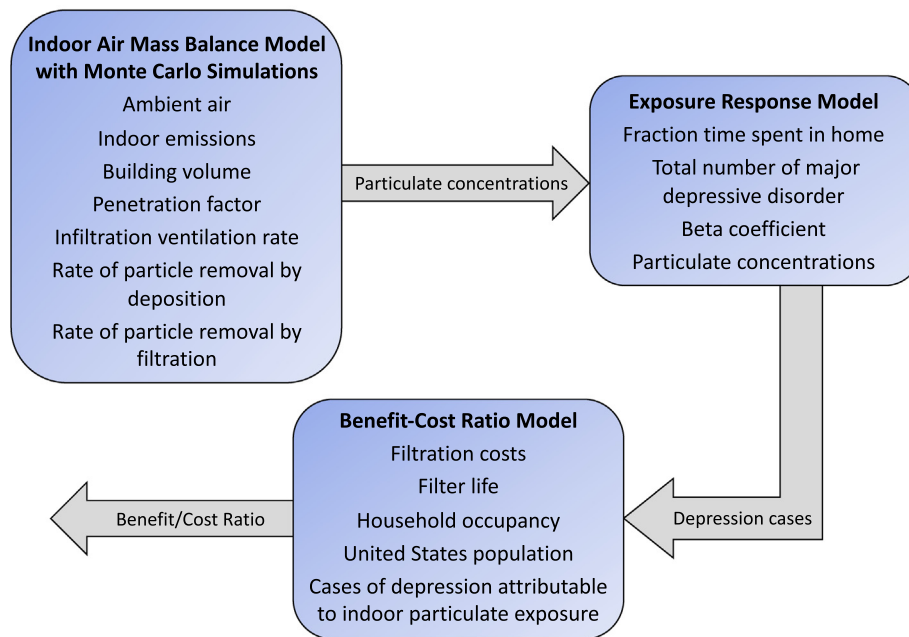 Indoor Air Mass Balance Model
with Monte Carlo Simulations
Ambient air
Indoor emissions
Building volume
Penetration factor
Infiltration ventilation rate
Rate of particle removal by
deposition
Rate of particle removal by
filtration
Particulate concentrations
Exposure Response Model
Fraction time spent in home
Total number of major
depressive disorder
Beta coefficient
Particulate concentrations
Depression cases
Benefit-Cost Ratio Model
Filtration costs
Filter life
Household occupancy
United States population
Cases of depression attributable
to indoor particulate exposure
Benefit/Cost Ratio